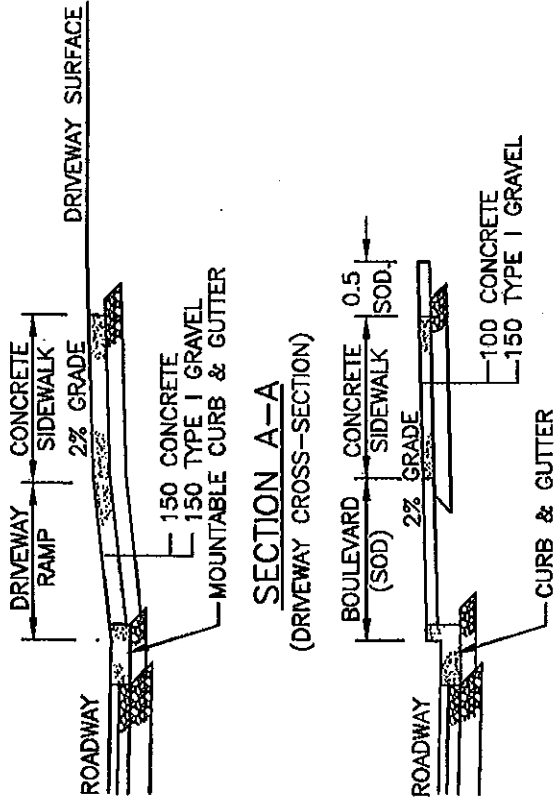 DRIVEWAY SURFACE
DRIVEWAY
RAMP
CONCRETE
SIDEWALK
2% GRADE
ROADWAY
150 CONCRETE
150 TYPE I GRAVEL
MOUNTABLE CURB & GUTTER
SECTION A-A
(DRIVEWAY CROSS-SECTION)
BOULEVARD
(SOD)
CONCRETE
SIDEWALK
0.5
SOD.
2% GRADE
ROADWAY
100 CONCRETE
150 TYPE I GRAVEL
CURB & GUTTER